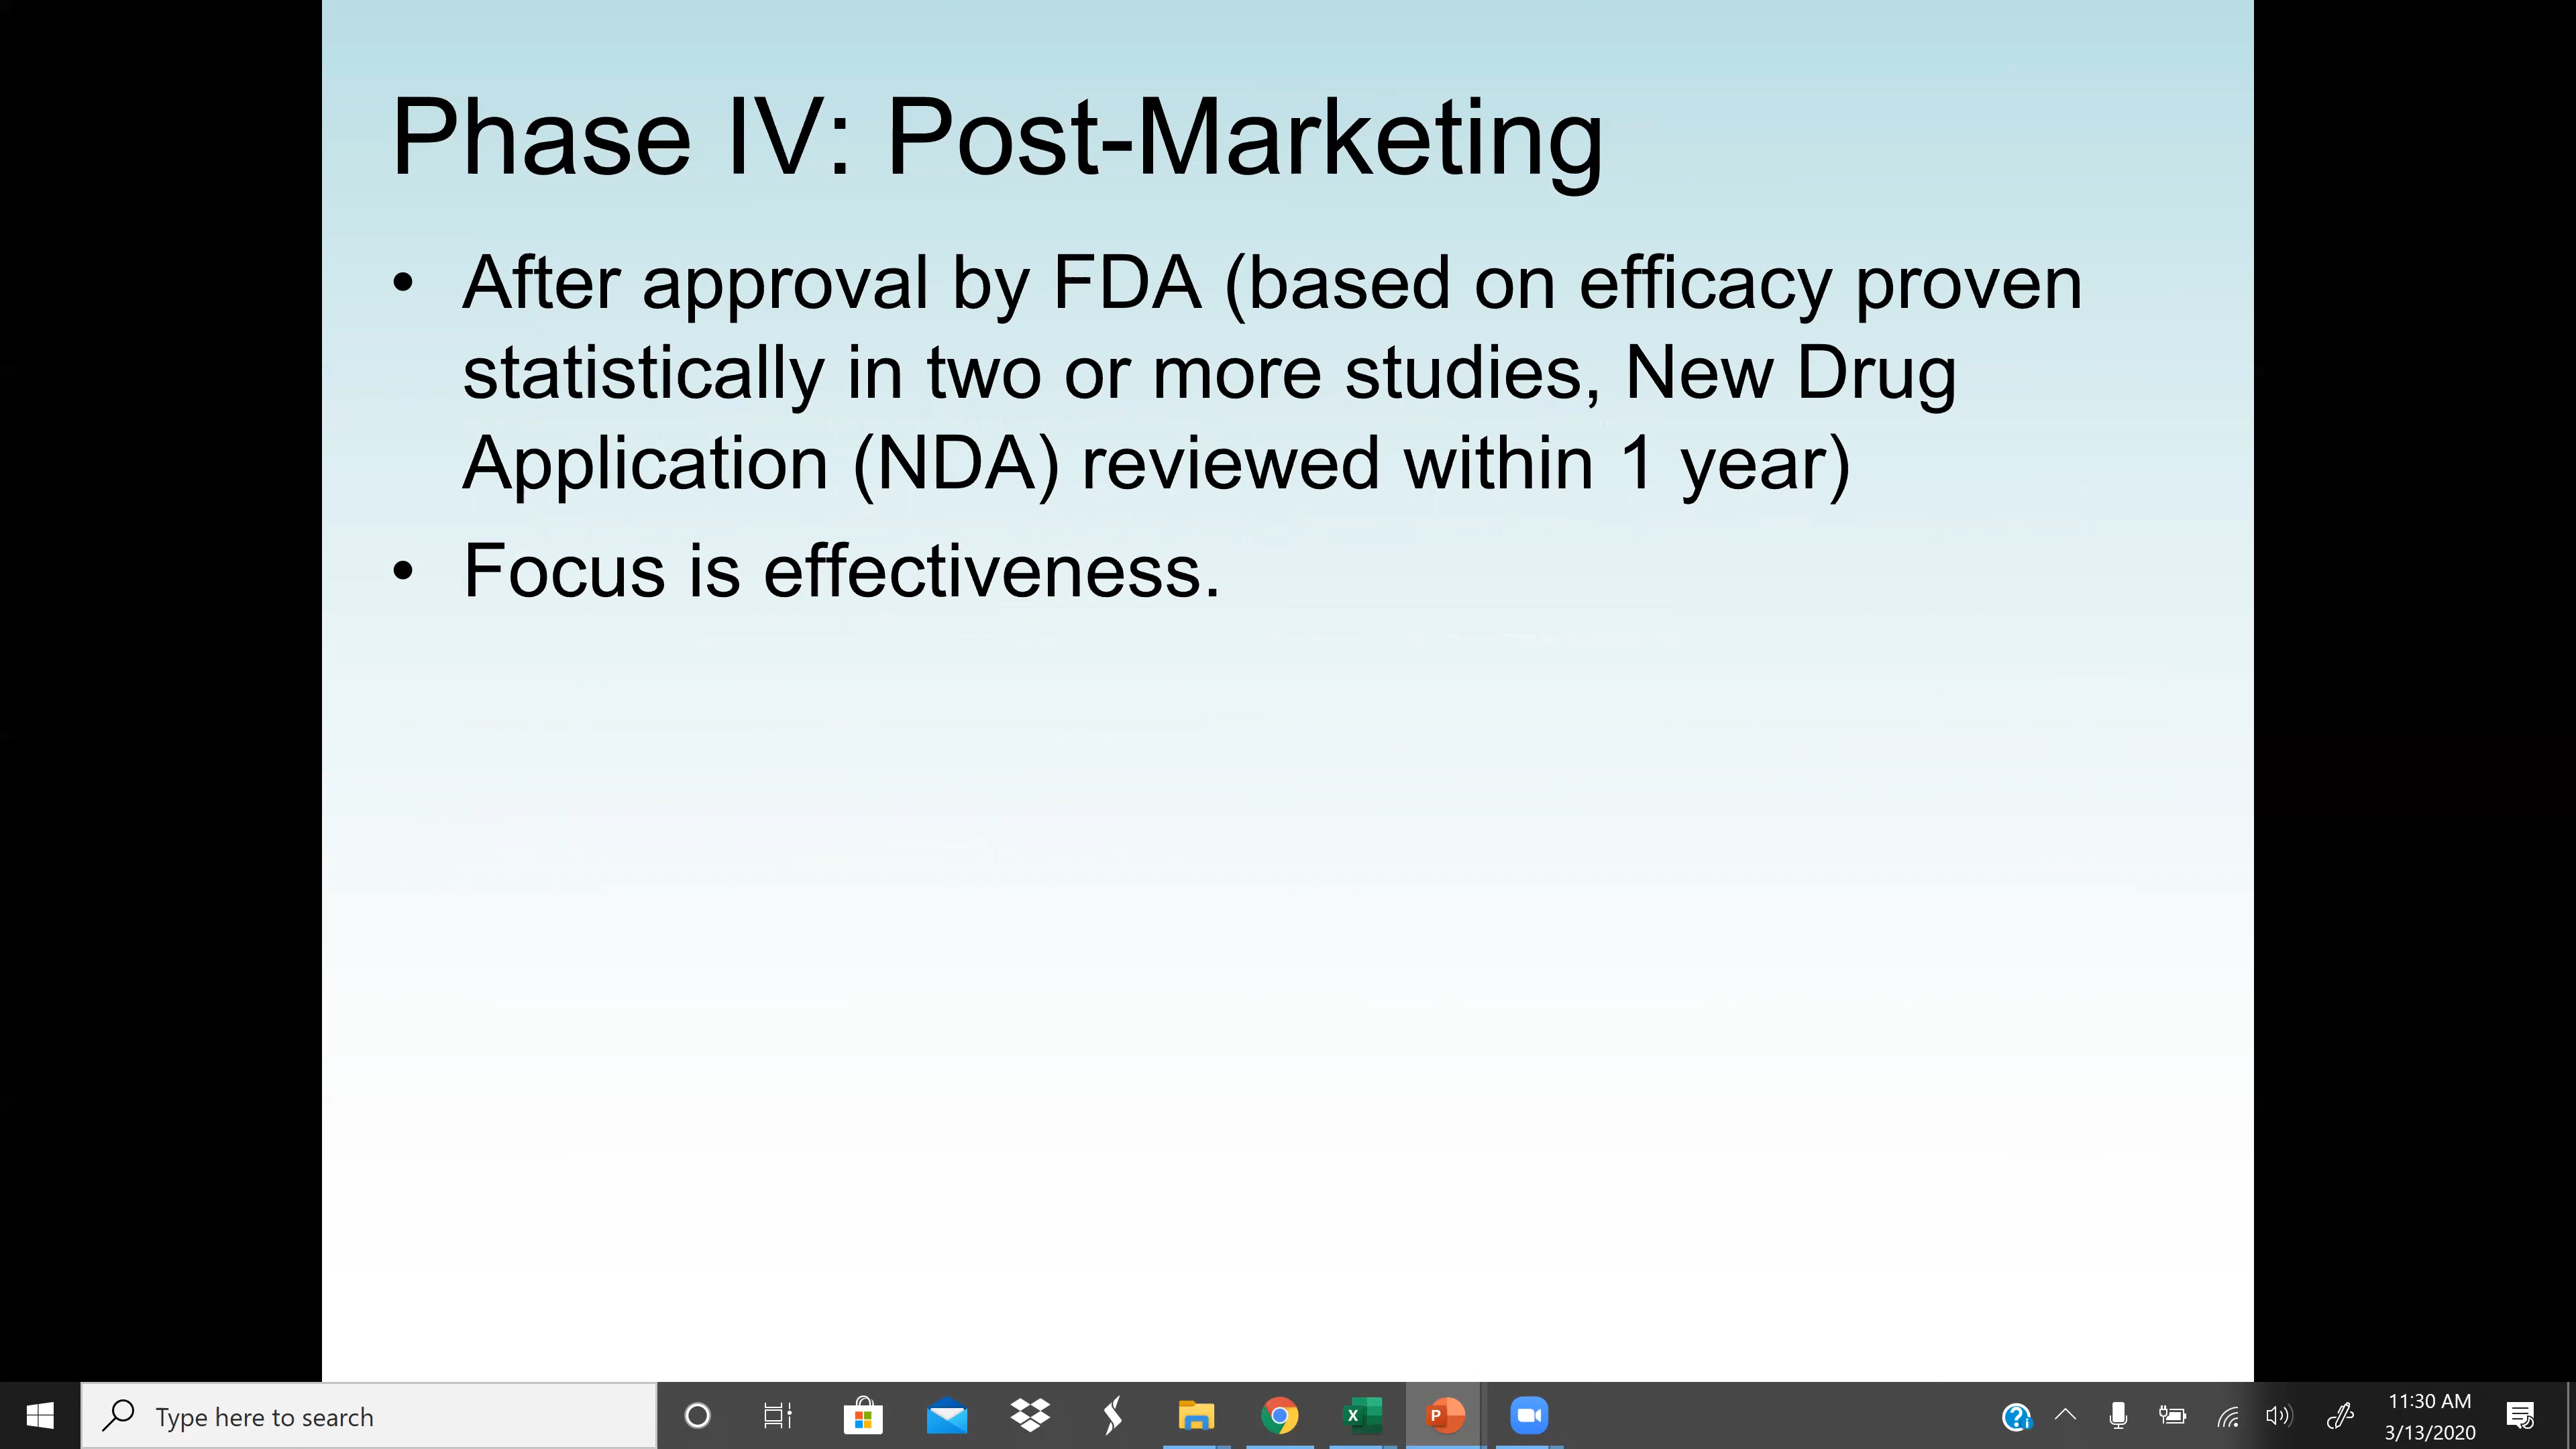 Phase IV: Post-Marketing
• After approval by FDA (based on efficacy proven
statistically in two or more studies, New Drug
Application (NDA) reviewed within 1 year)
• Focus is effectiveness.
Type here to search
11:30 AM
3/13/2020